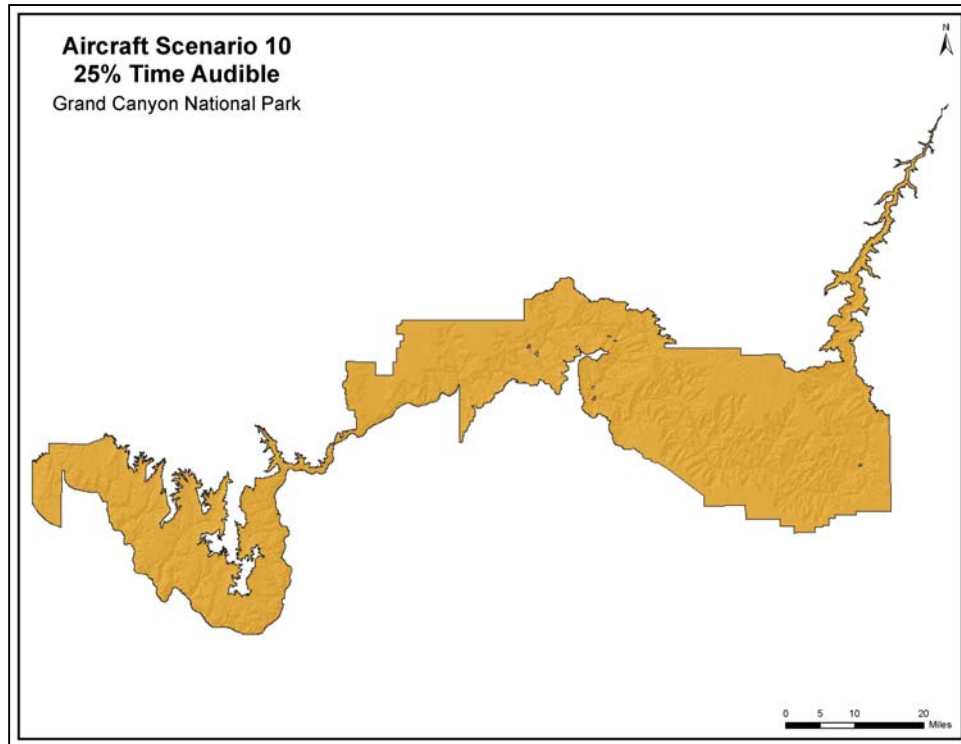 Aircraft Scenario 10
25% Time Audible
Grand Canyon National Park
N
0 5 10 20
Miles